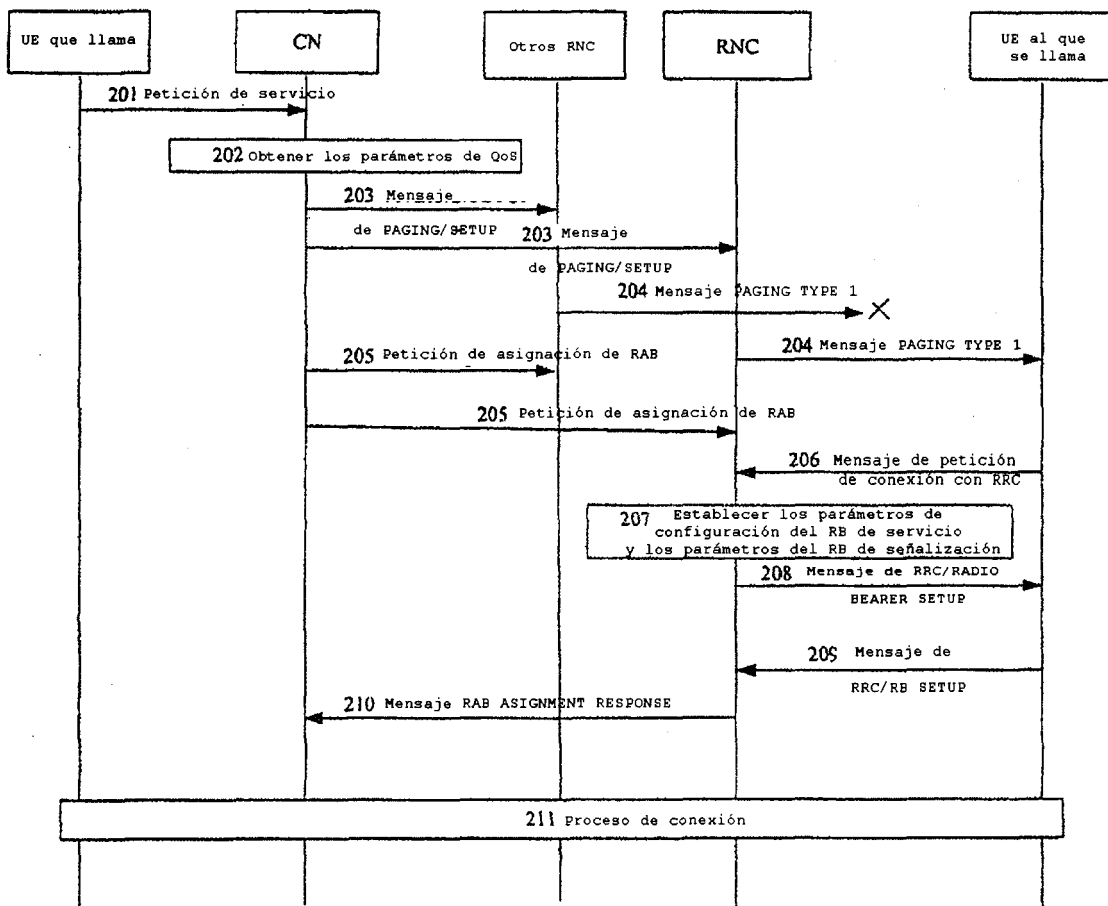 UE que llama
CN
Otros RNC
RNC
UE al que
se llama
201 Petición de servicio
202 Obtener los parámetros de QoS
203 Mensaje
de PAGING/SETUP
203 Mensaje
de PAGING/SETUP
204 Mensaje PAGING TYPE 1
204 Mensaje PAGING TYPE 1
205 Petición de asignación de RAB
205 Petición de asignación de RAB
206 Mensaje de petición
de conexión con RRC
207 Establecer los parámetros de
configuración del RB de servicio
y los parámetros del RB de señalización
208 Mensaje de RRC/RADIO
BEARER SETUP
209 Mensaje de
RRC/RB SETUP
210 Mensaje RAB ASIGNMENT RESPONSE
211 Proceso de conexión